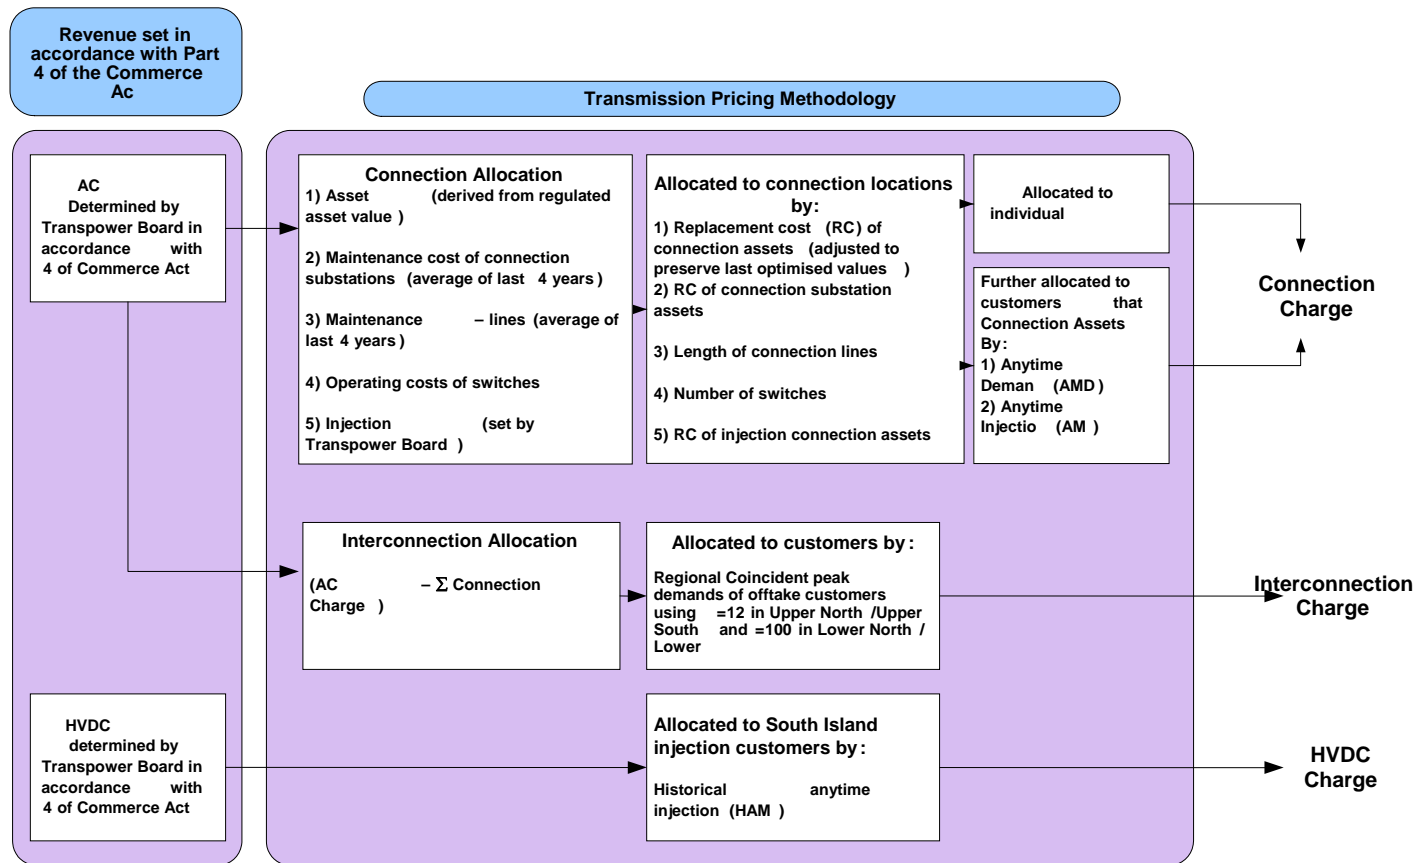 Revenue set in
accordance with Part
4 of the Commerce
Ac
Transmission Pricing Methodology
AC
Determined by
Transpower Board in
accordance with
4 of Commerce Act
Connection Allocation
1) Asset (derived from regulated
asset value )
2) Maintenance cost of connection
substations (average of last 4 years )
3) Maintenance – lines (average of
last 4 years )
4) Operating costs of switches
5) Injection (set by
Transpower Board )
Allocated to connection locations
by:
1) Replacement cost (RC) of
connection assets (adjusted to
preserve last optimised values )
2) RC of connection substation
assets
3) Length of connection lines
4) Number of switches
5) RC of injection connection assets
Allocated to
individual
Further allocated to
customers that
Connection Assets
By:
1) Anytime
Deman (AMD )
2) Anytime
Injectio (AM )
Connection
Charge
Interconnection Allocation
(AC – Σ Connection
Charge )
Allocated to customers by :
Regional Coincident peak
demands of offtake customers
using =12 in Upper North /Upper
South and =100 in Lower North /
Lower
Interconnection
Charge
HVDC
determined by
Transpower Board in
accordance with
4 of Commerce Act
Allocated to South Island
injection customers by :
Historical anytime
injection (HAM )
HVDC
Charge